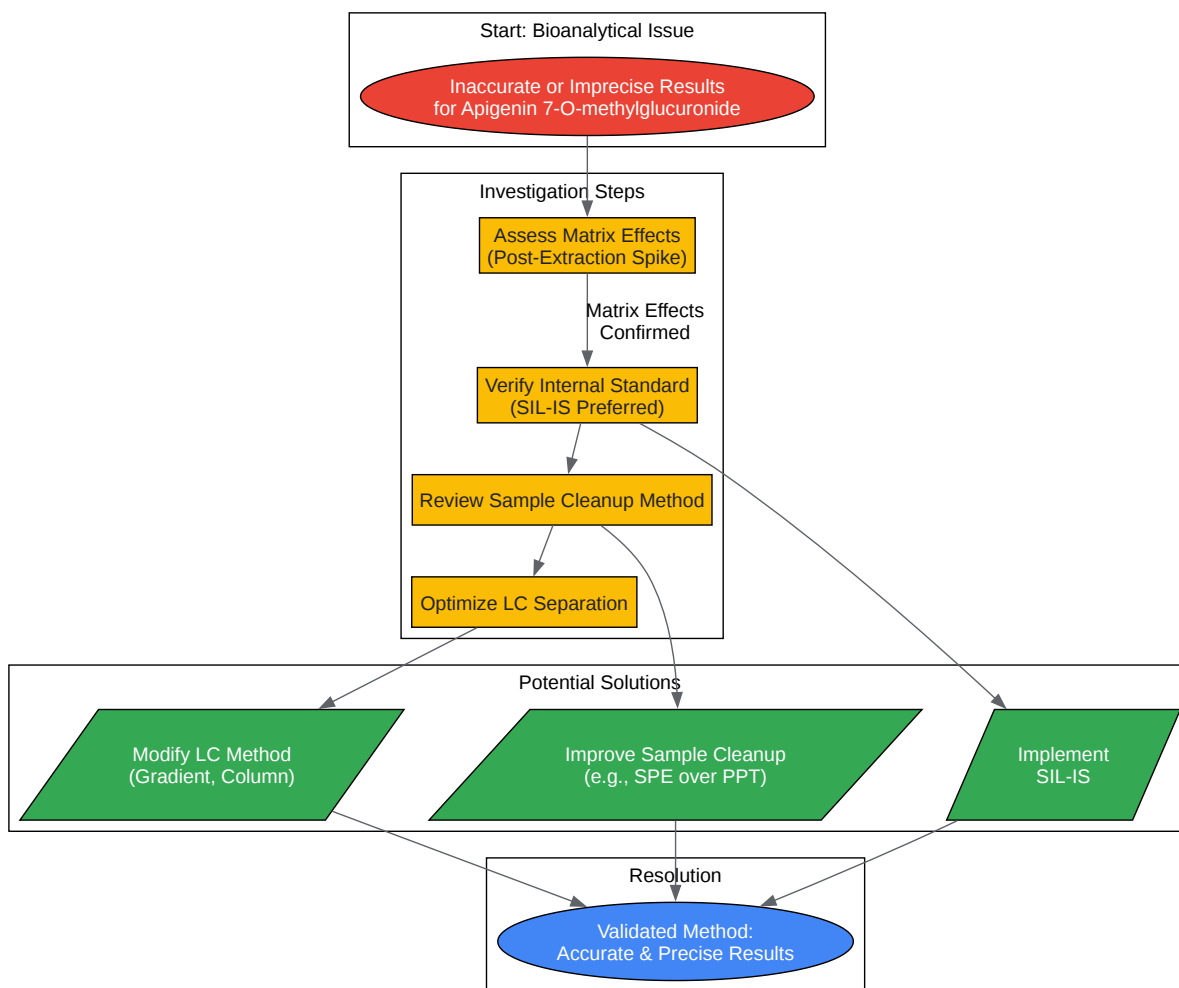 Start: Bioanalytical Issue
Inaccurate or Imprecise Results
for Apigenin 7-O-methylglucuronide
Investigation Steps
Assess Matrix Effects
(Post-Extraction Spike)
Matrix Effects
Confirmed
Verify Internal Standard
(SIL-IS Preferred)
Review Sample Cleanup Method
Optimize LC Separation
Potential Solutions
Modify LC Method
(Gradient, Column)
Improve Sample Cleanup
(e.g., SPE over PPT)
Implement
SIL-IS
Resolution
Validated Method:
Accurate & Precise Results